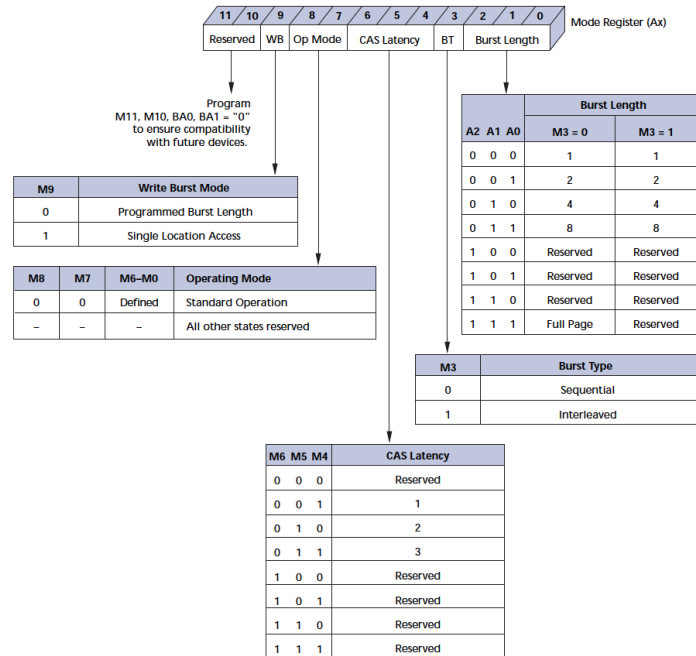 11 10 9 8 7 6 5 4 3 2 1 0
Mode Register (Ax)
Reserved WB Op Mode CAS Latency BT Burst Length
Program
M11, M10, BA0, BA1 = "0"
to ensure compatibility
with future devices.
Burst Length
A2 A1 A0 M3 = 0 M3 = 1
0 0 0 1 1
0 0 1 2 2
0 1 0 4 4
0 1 1 8 8
1 0 0 Reserved Reserved
1 0 1 Reserved Reserved
1 1 0 Reserved Reserved
1 1 1 Full Page Reserved
M9 Write Burst Mode
0 Programmed Burst Length
1 Single Location Access
M8 M7 M6–M0 Operating Mode
0 0 Defined Standard Operation
– – – All other states reserved
M3 Burst Type
0 Sequential
1 Interleaved
M6 M5 M4 CAS Latency
0 0 0 Reserved
0 0 1 1
0 1 0 2
0 1 1 3
1 0 0 Reserved
1 0 1 Reserved
1 1 0 Reserved
1 1 1 Reserved